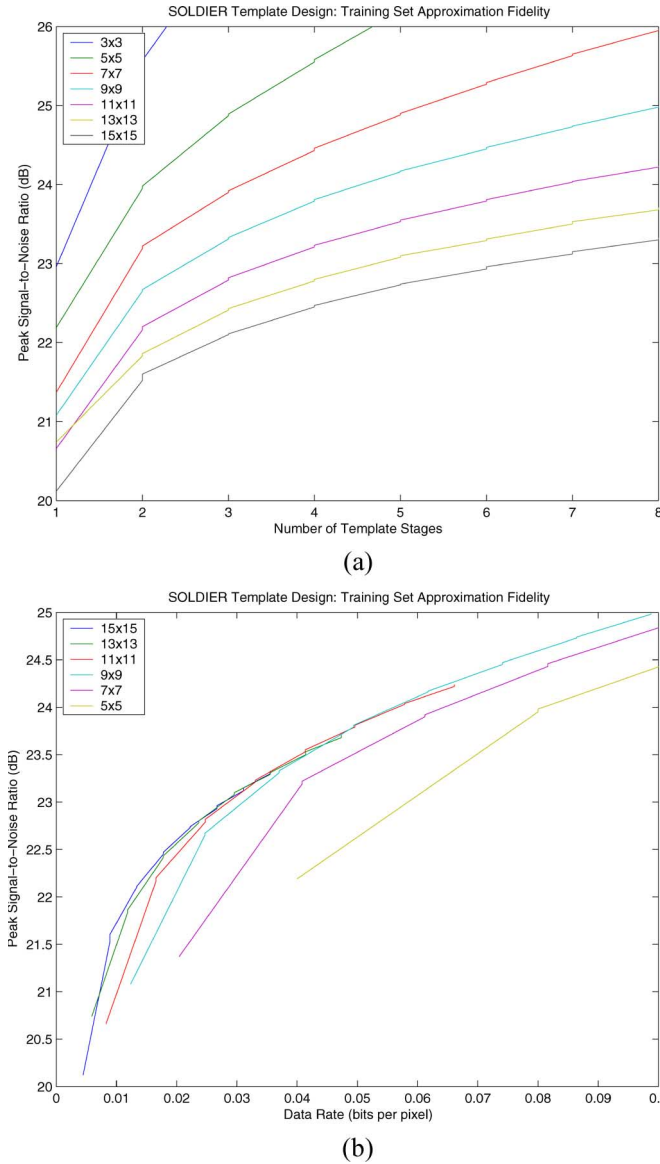 SOLDIER Template Design: Training Set Approximation Fidelity
26
3x3
5x5
7x7
9x9
11x11
13x13
15x15
25
24
23
22
21
20
Peak Signal-to-Noise Ratio (dB)
1 2 3 4 5 6 7 8
Number of Template Stages
(a)
SOLDIER Template Design: Training Set Approximation Fidelity
25
15x15
13x13
11x11
9x9
7x7
5x5
24.5
24
23.5
23
22.5
22
21.5
21
20.5
20
Peak Signal-to-Noise Ratio (dB)
0 0.01 0.02 0.03 0.04 0.05 0.06 0.07 0.08 0.09 0.
Data Rate (bits per pixel)
(b)